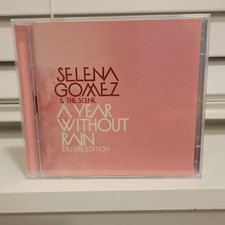 SELENA
GOMEZ
& THE SCENE
A YEAR
WITHOUT
RAIN
DELUXE EDITION